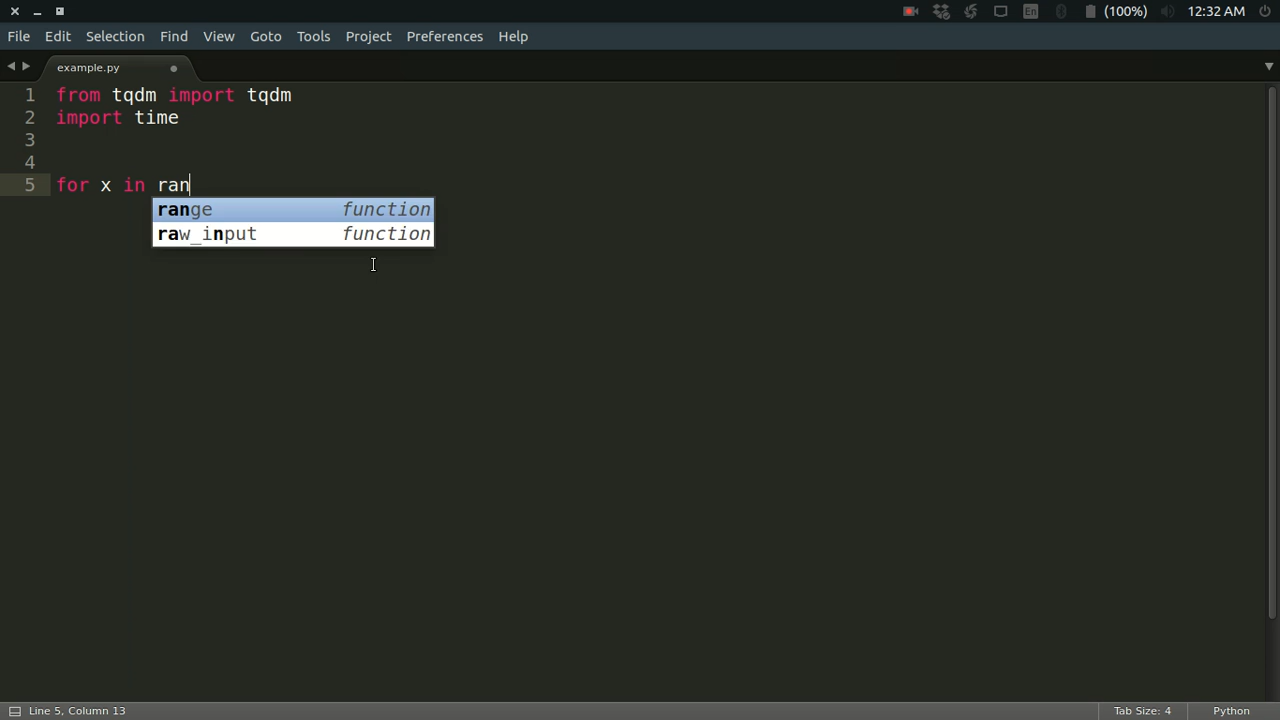 En (100%) 12:32 AM
File Edit Selection Find View Goto Tools Project Preferences Help
example.py
1 from tqdm import tqdm
2 import time
3
4
5 for x in ran
range function
raw_input function
Line 5, Column 13 Tab Size: 4 Python